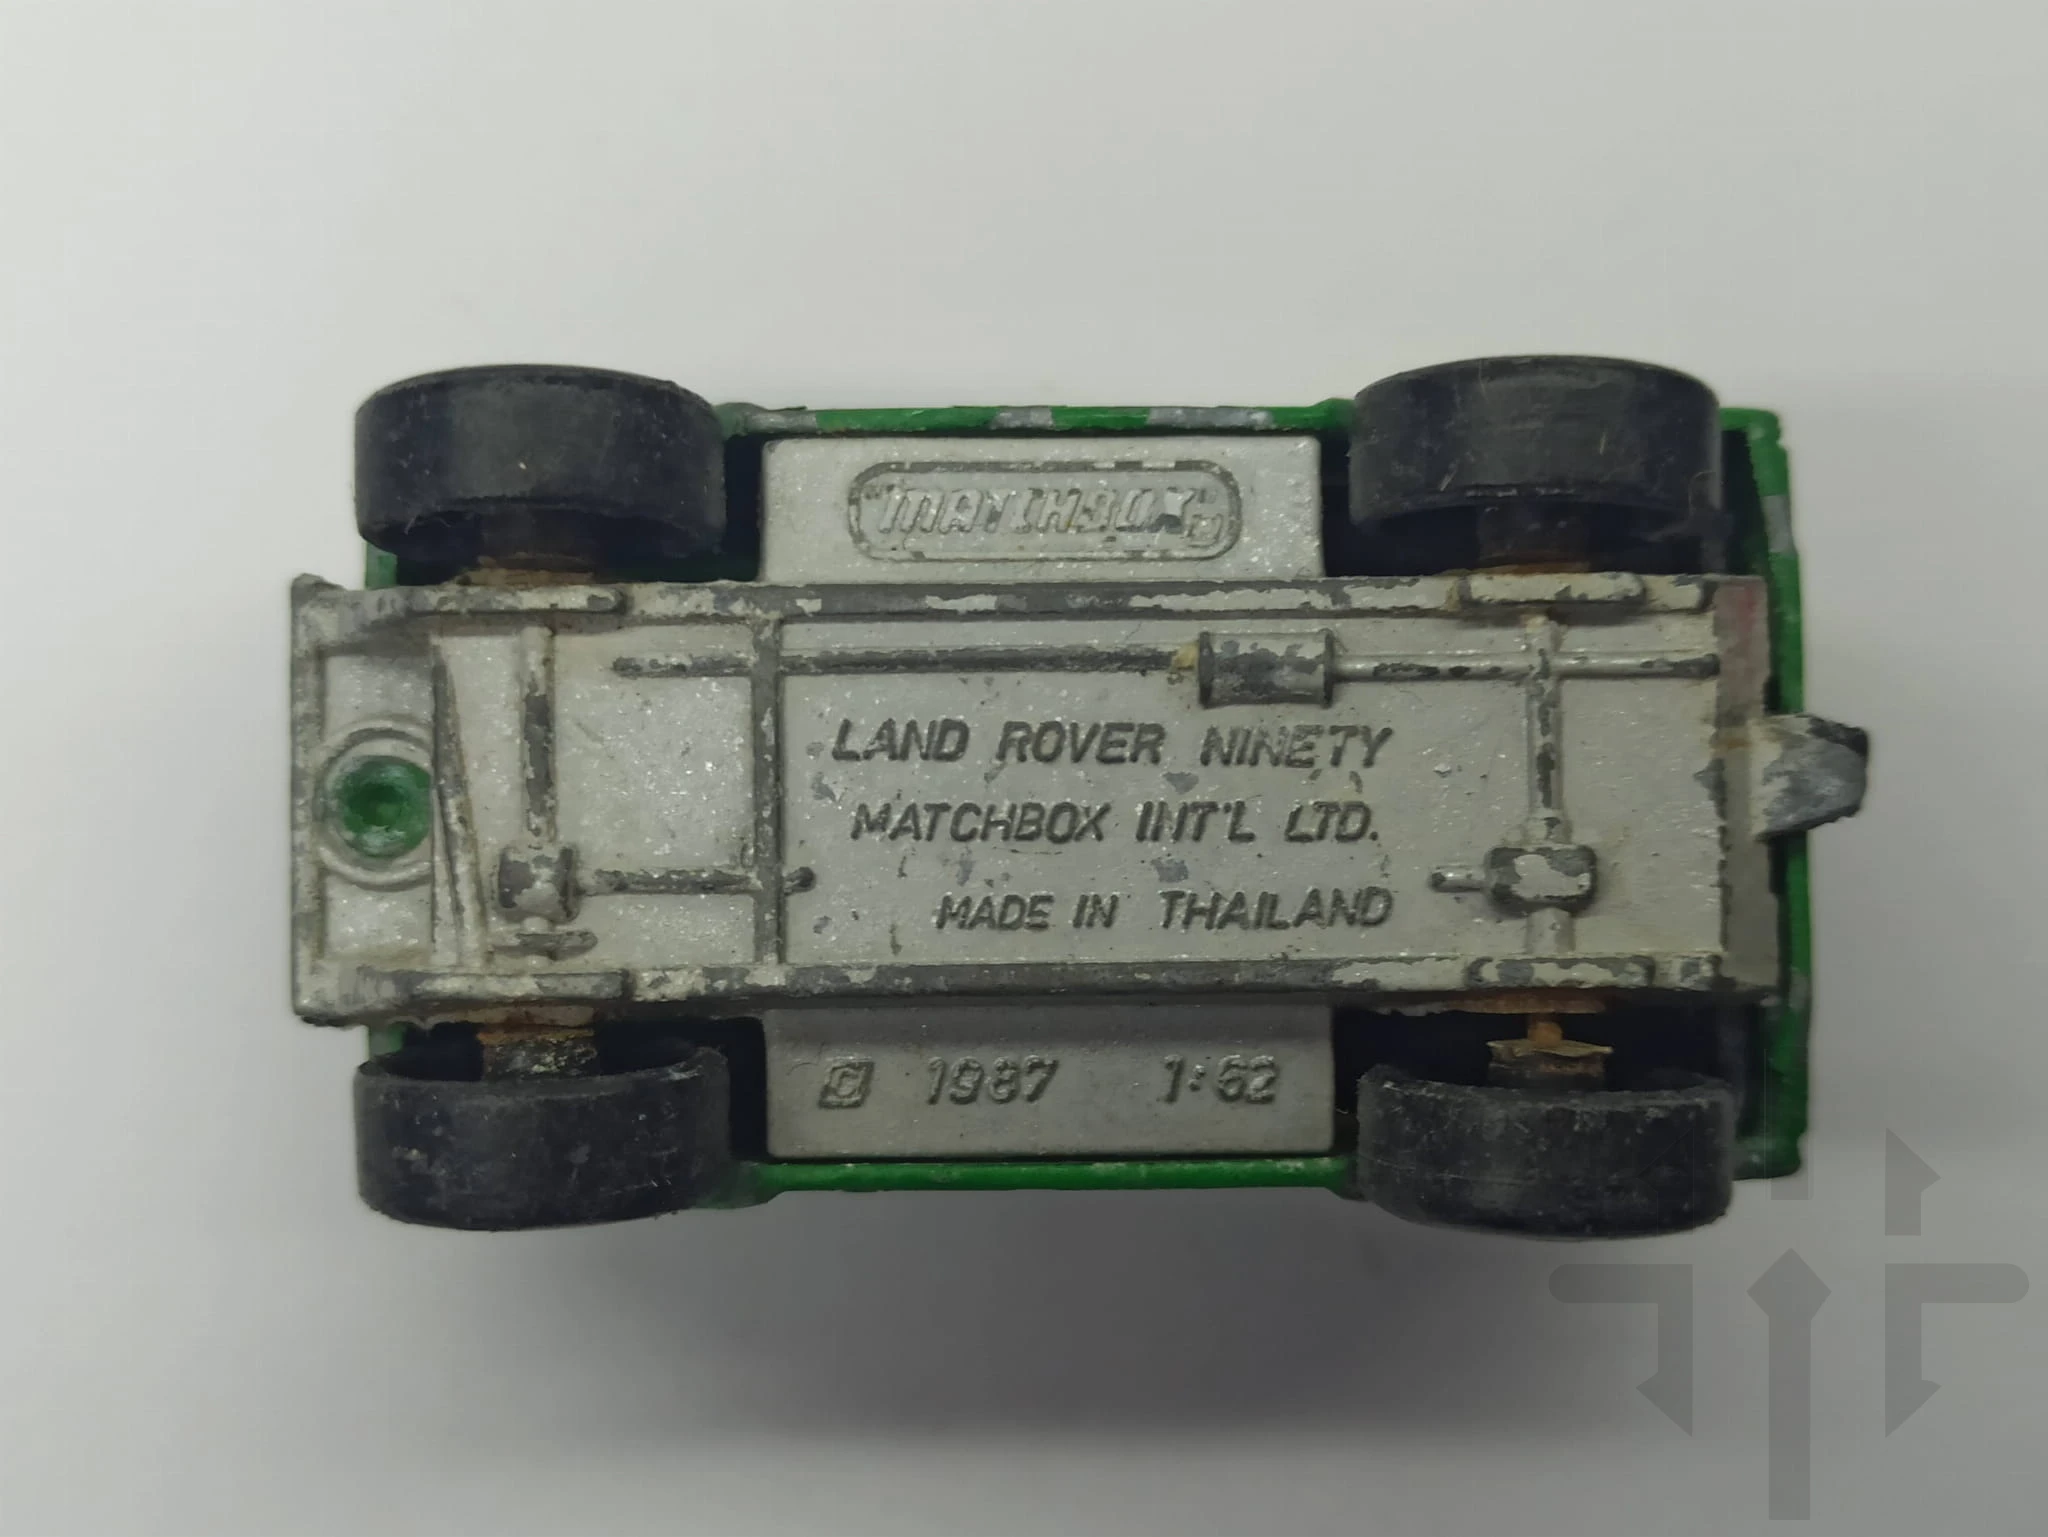 "MATCHBOX"
LAND ROVER NINETY
MATCHBOX INT'L LTD.
MADE IN THAILAND
© 1987 1:62